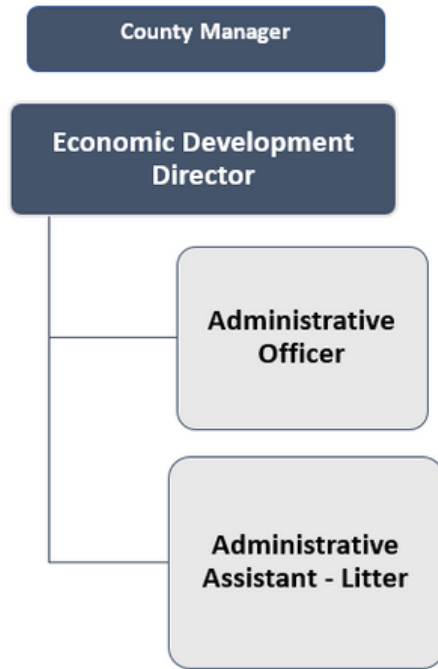 County Manager
Economic Development
Director
Administrative
Officer
Administrative
Assistant - Litter